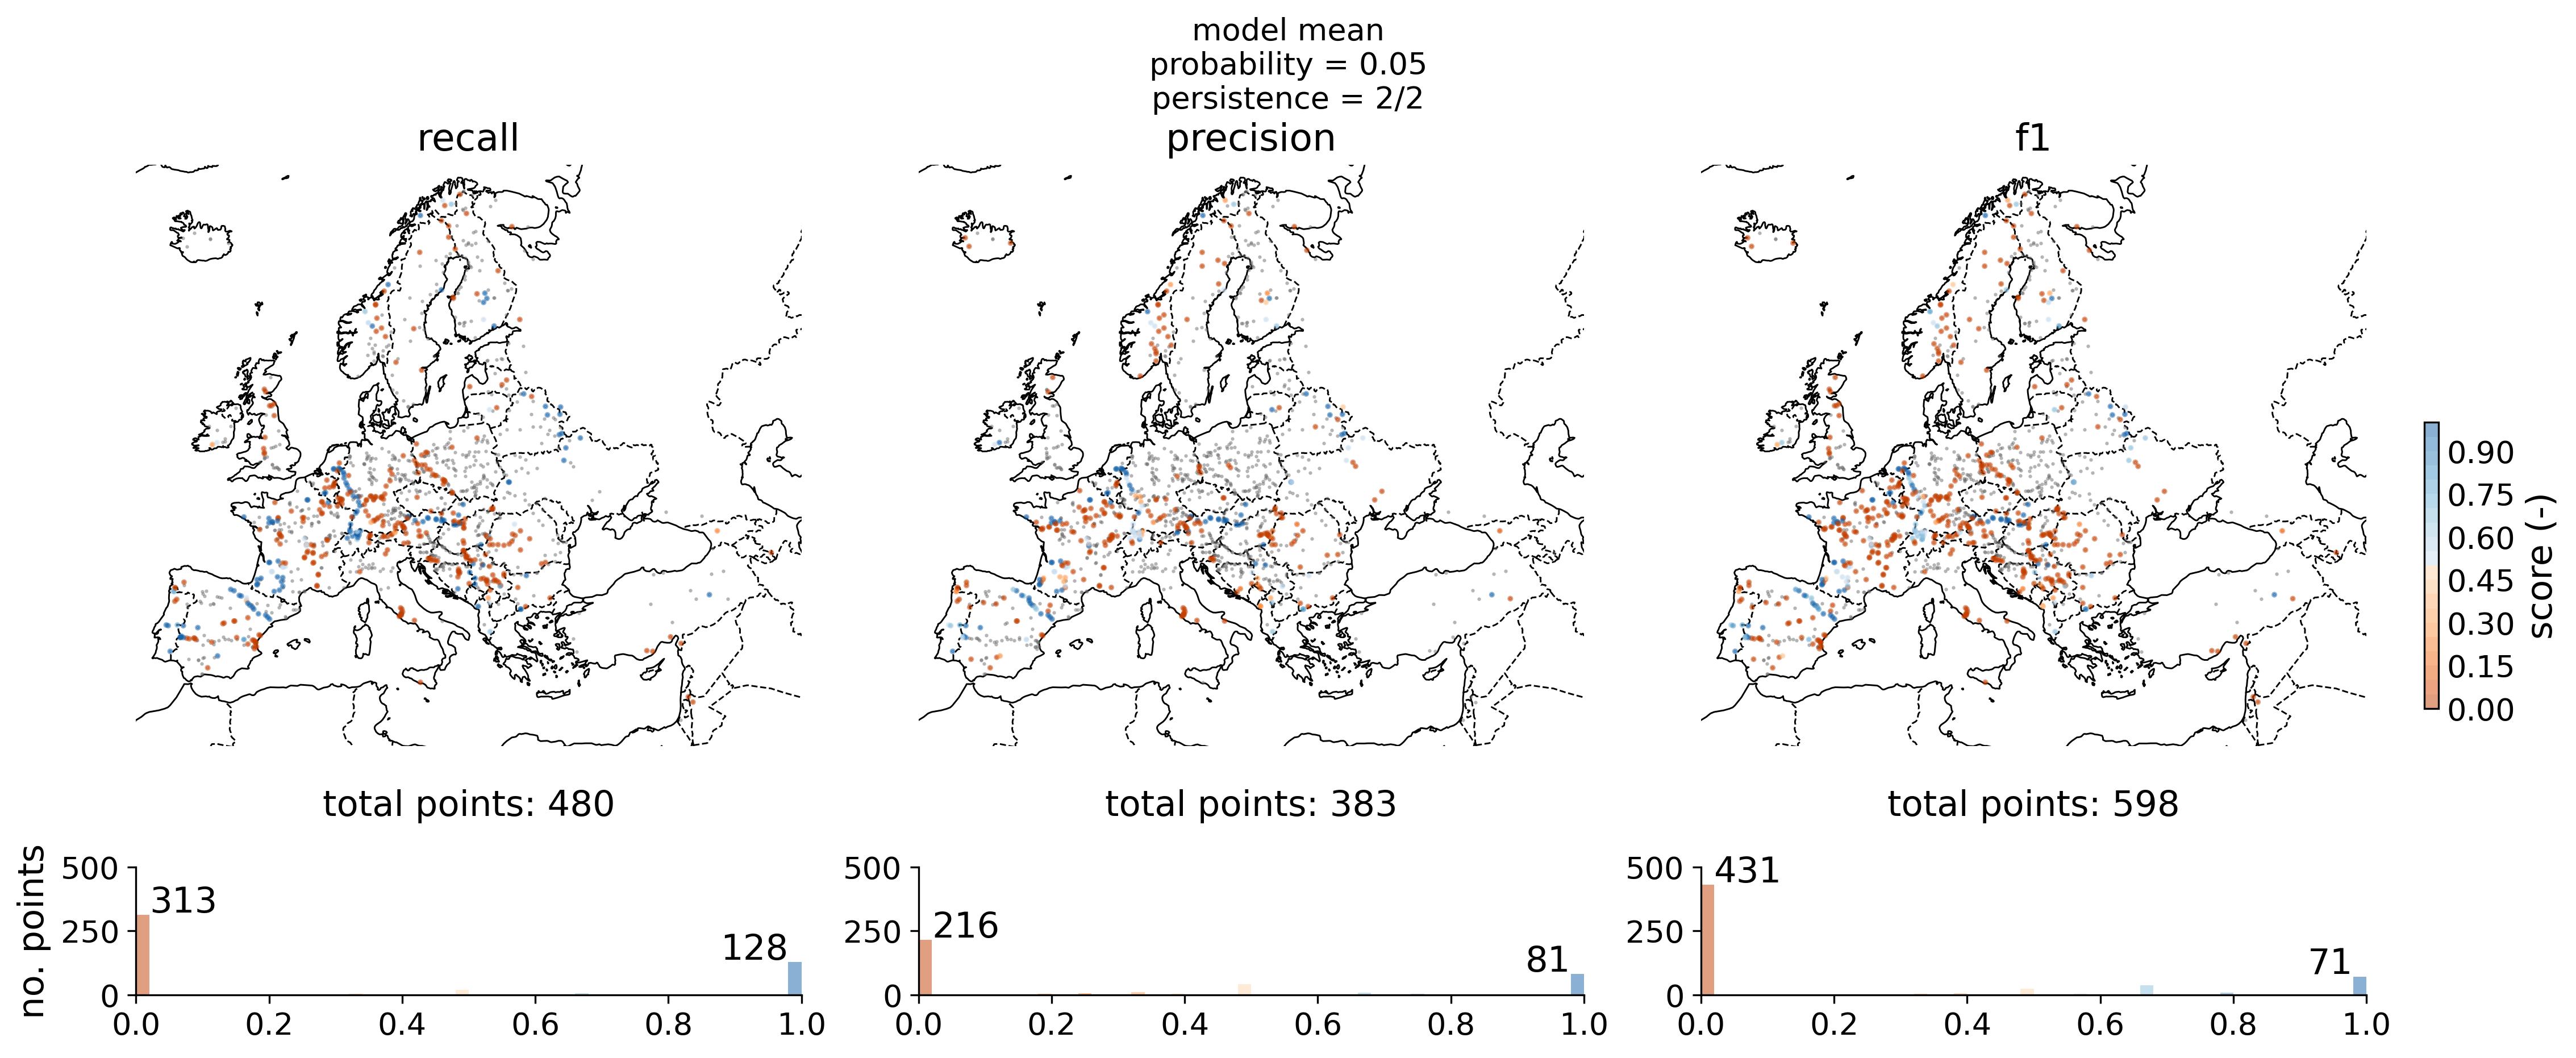 model mean
probability = 0.05
persistence = 2/2
recall
precision
f1
0.90
0.75
0.60
0.45
0.30
0.15
0.00
score (-)
total points: 480
total points: 383
total points: 598
no. points
500
250
0
313
128
0.0 0.2 0.4 0.6 0.8 1.0
500
250
0
216
81
0.0 0.2 0.4 0.6 0.8 1.0
500
250
0
431
71
0.0 0.2 0.4 0.6 0.8 1.0